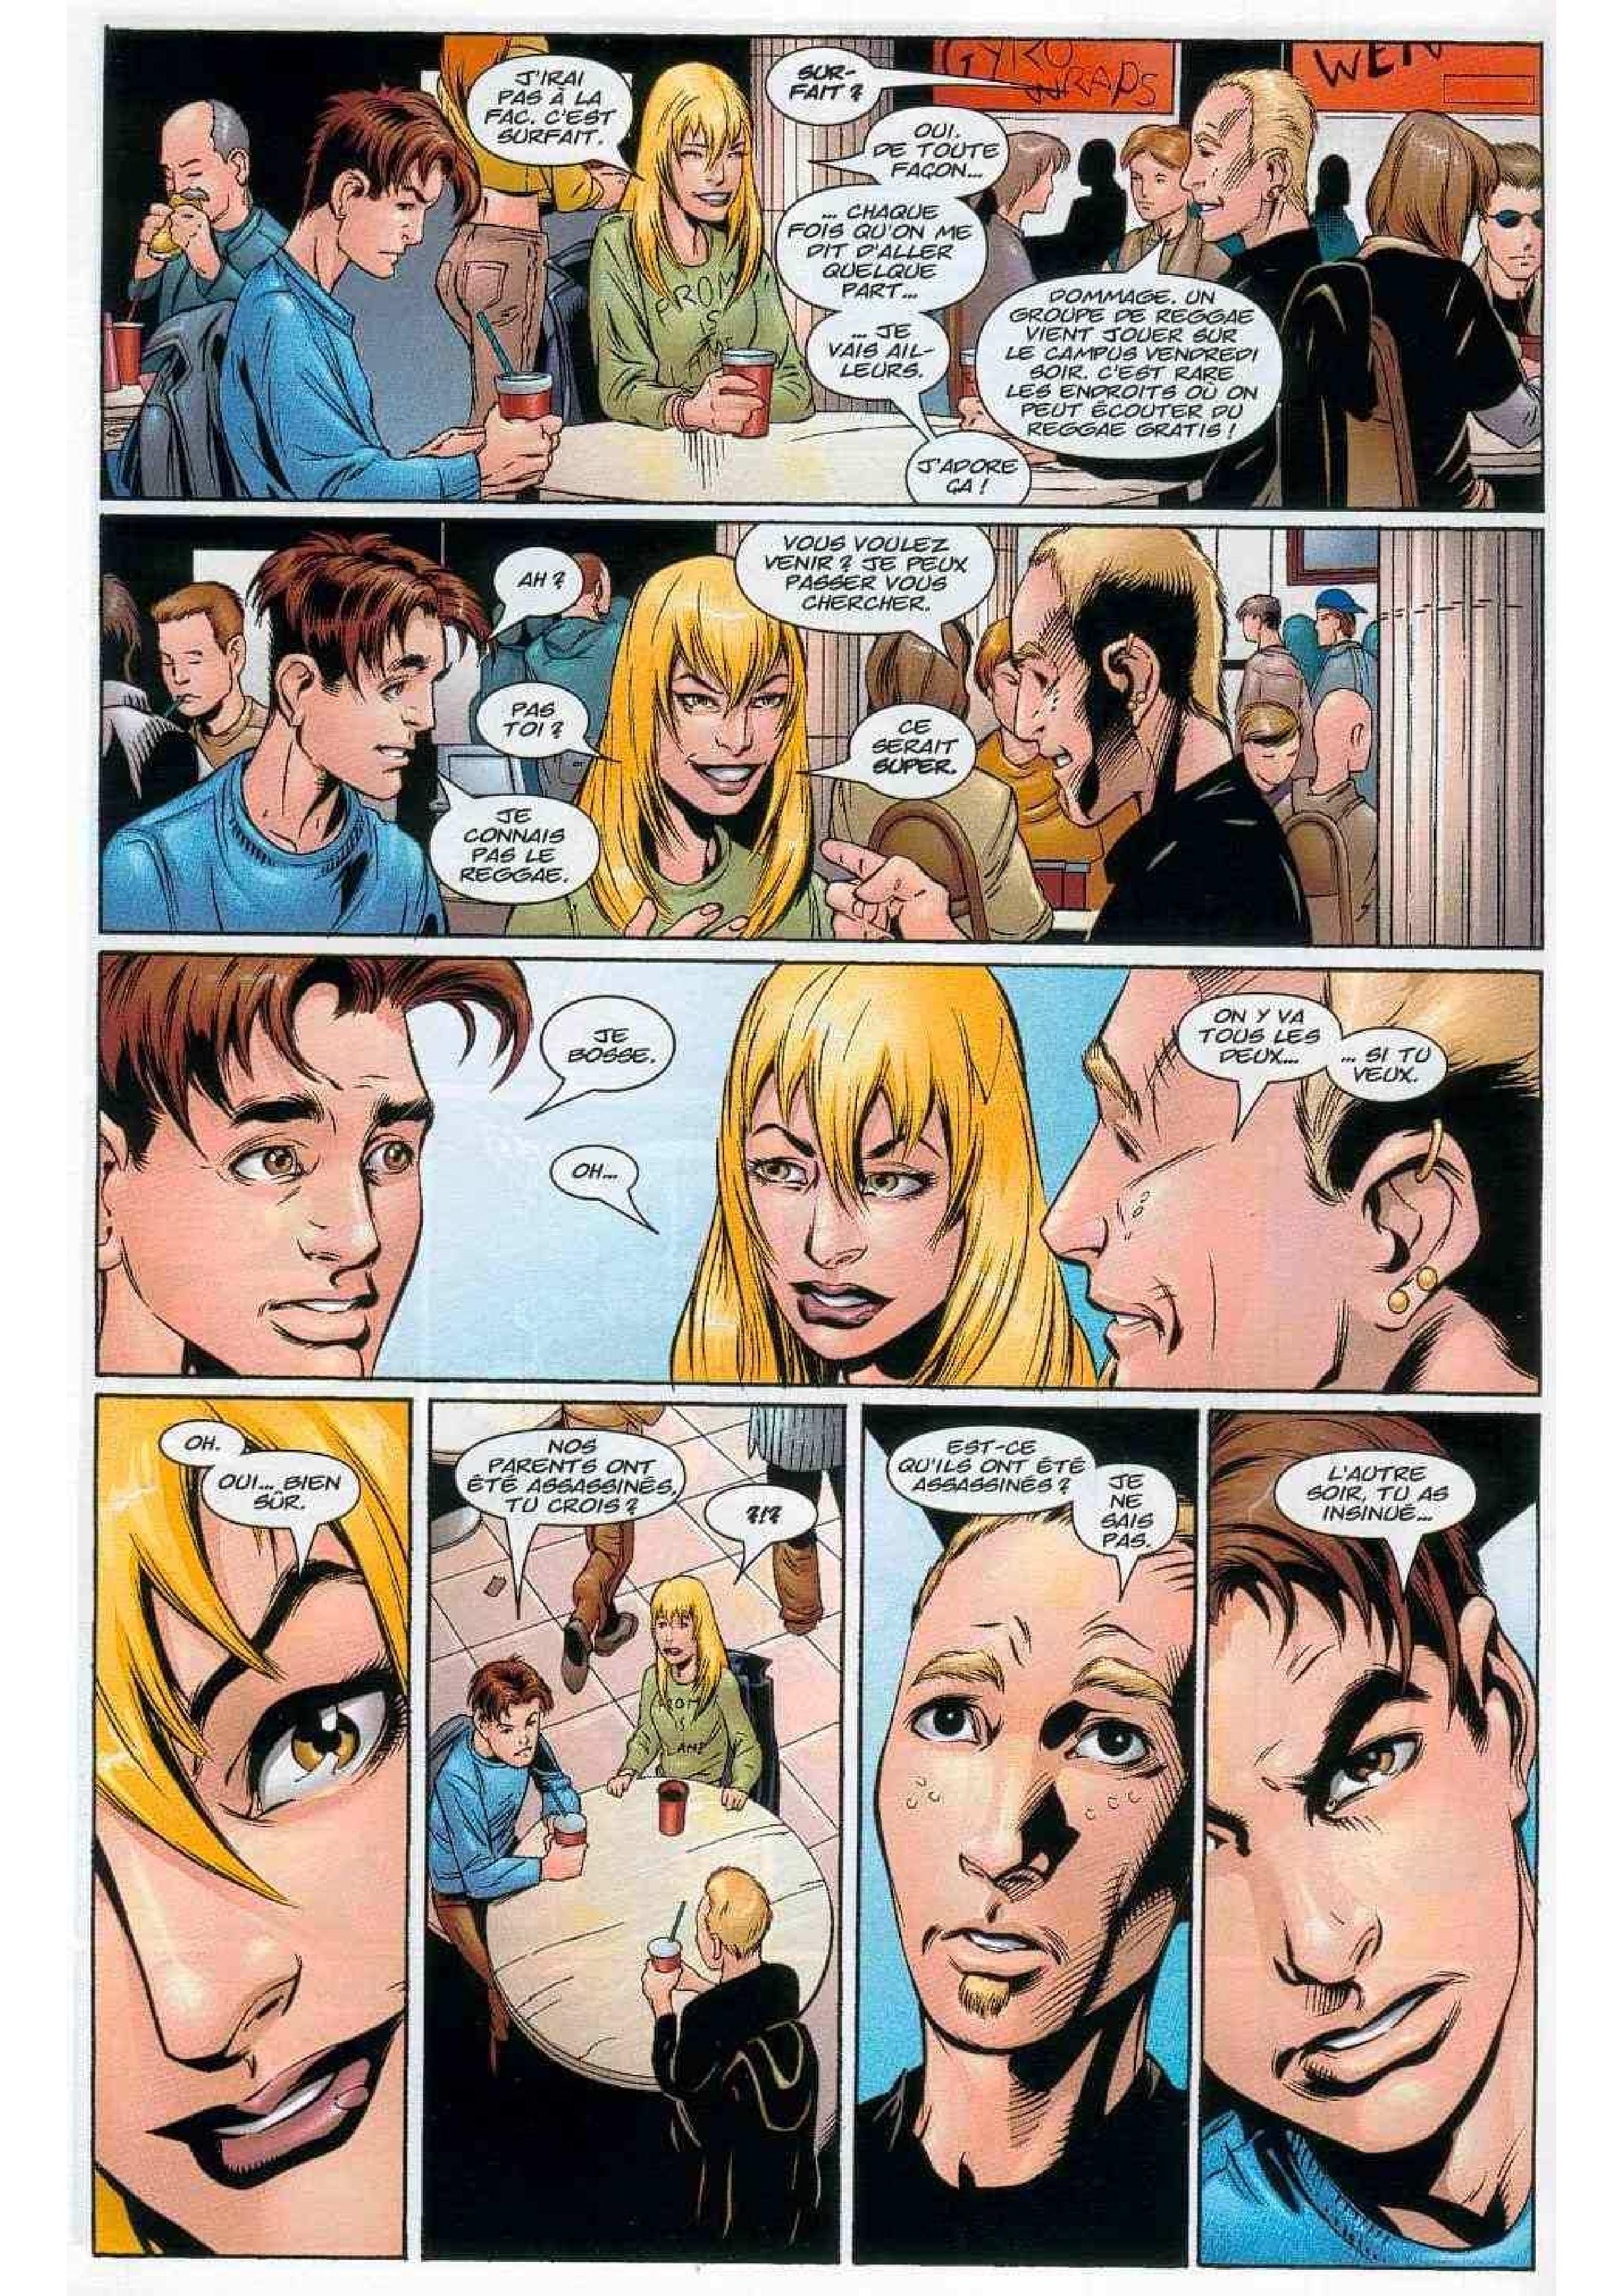 J'IRAI
PAS À LA
FAC. C'EST
SURFAIT.
SUR-
FAIT ?
GYRO
WRAPS
WEN
OUI.
DE TOUTE
FAÇON...
... CHAQUE
FOIS QU'ON ME
DIT D'ALLER
QUELQUE
PART...
... JE
VAIS AIL-
LEURS.
FROM
IS
DOMMAGE. UN
GROUPE DE REGGAE
VIENT JOUER SUR
LE CAMPUS VENDREDI
SOIR. C'EST RARE
LES ENDROITS OÙ ON
PEUT ÉCOUTER DU
REGGAE GRATIS !
J'ADORE
ÇA !
AH ?
VOUS VOULEZ
VENIR ? JE PEUX
PASSER VOUS
CHERCHER.
PAS
TOI ?
CE
SERAIT
SUPER.
JE
CONNAIS
PAS LE
REGGAE.
JE
BOSSE.
OH...
ON Y VA
TOUS LES
DEUX...
... SI TU
VEUX.
OH.
OUI... BIEN
SÛR.
NOS
PARENTS ONT
ÉTÉ ASSASSINÉS,
TU CROIS ?
?!?
FROM
IS
LAME
EST-CE
QU'ILS ONT ÉTÉ
ASSASSINÉS ?
JE
NE
SAIS
PAS.
L'AUTRE
SOIR, TU AS
INSINUÉ...